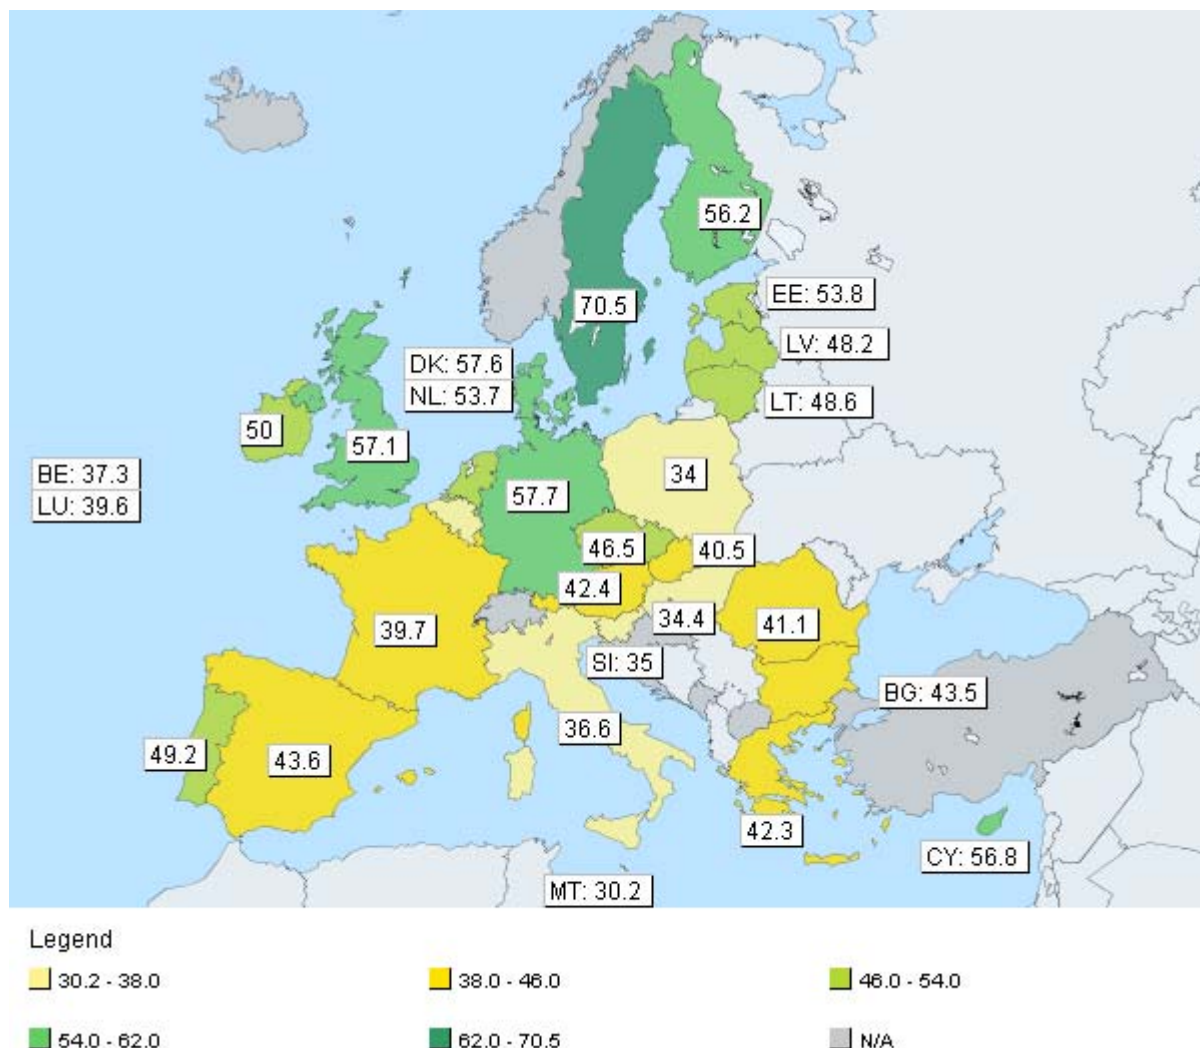 56.2
70.5
EE: 53.8
LV: 48.2
LT: 48.6
DK: 57.6
NL: 53.7
50
57.1
BE: 37.3
LU: 39.6
57.7
34
46.5
40.5
42.4
39.7
34.4
41.1
SI: 35
BG: 43.5
36.6
49.2
43.6
42.3
CY: 56.8
MT: 30.2
Legend
30.2 - 38.0
38.0 - 46.0
46.0 - 54.0
54.0 - 62.0
62.0 - 70.5
N/A